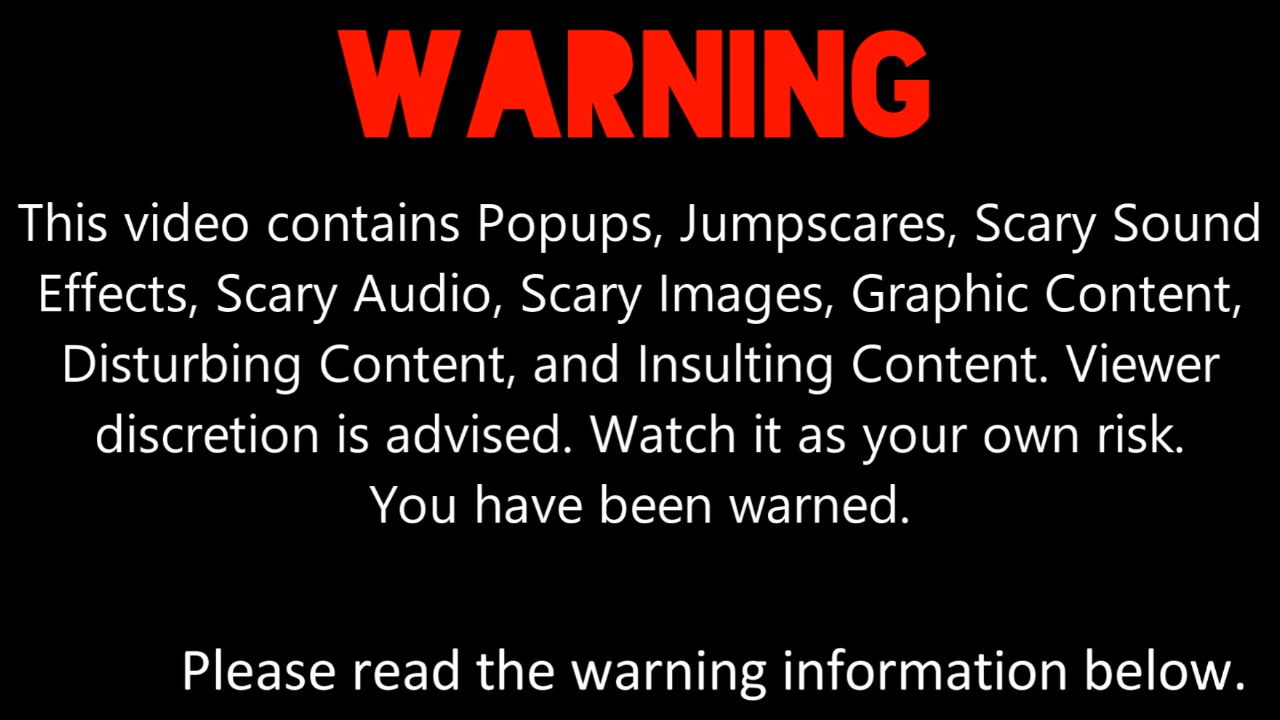 WARNING
This video contains Popups, Jumpscares, Scary Sound
Effects, Scary Audio, Scary Images, Graphic Content,
Disturbing Content, and Insulting Content. Viewer
discretion is advised. Watch it as your own risk.
You have been warned.
Please read the warning information below.